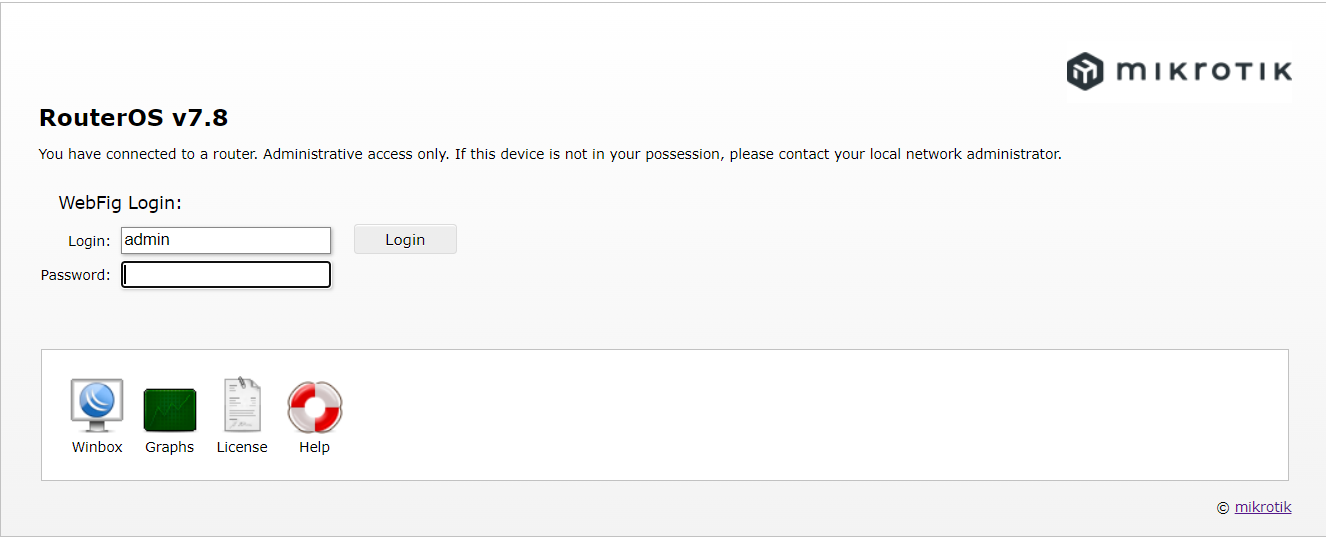 mikrotik
RouterOS v7.8
You have connected to a router. Administrative access only. If this device is not in your possession, please contact your local network administrator.
WebFig Login:
Login: admin Login
Password:
Winbox Graphs License Help
© mikrotik